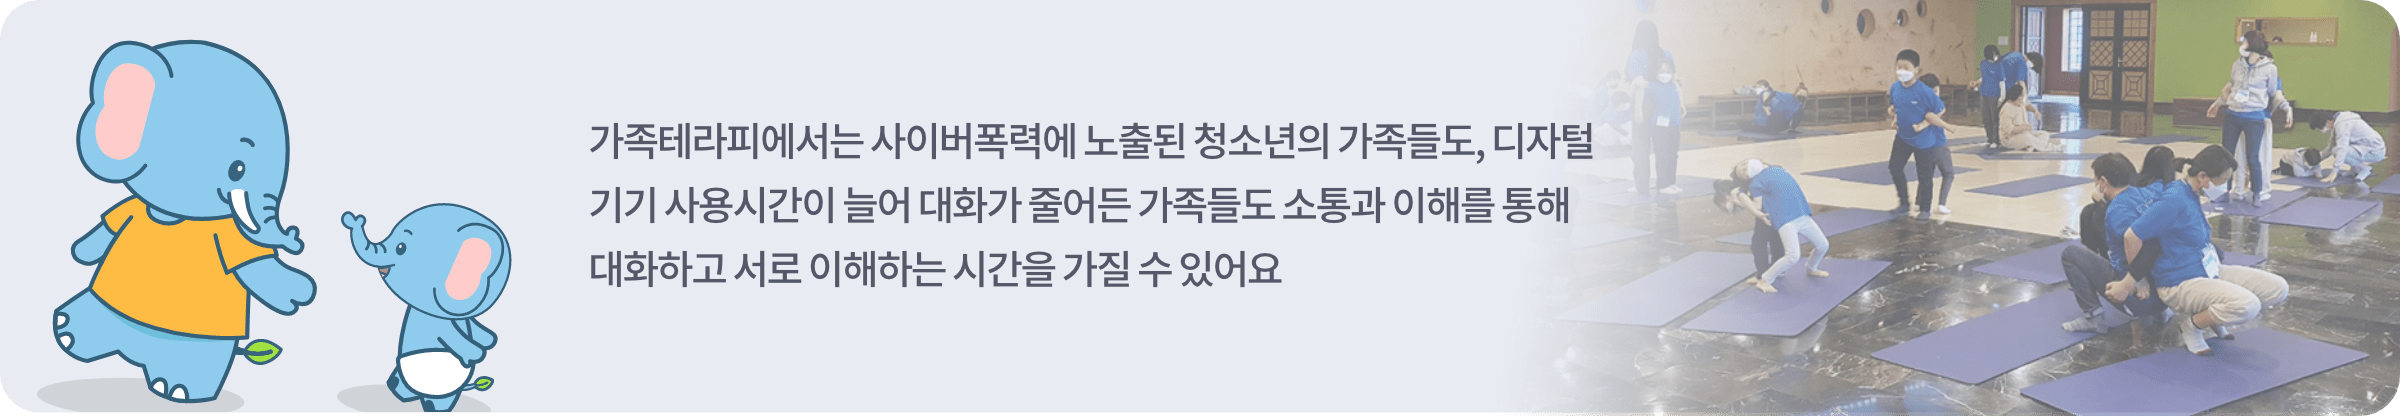 가족테라피에서는 사이버폭력에 노출된 청소년의 가족들도, 디지털
기기 사용시간이 늘어 대화가 줄어든 가족들도 소통과 이해를 통해
대화하고 서로 이해하는 시간을 가질 수 있어요